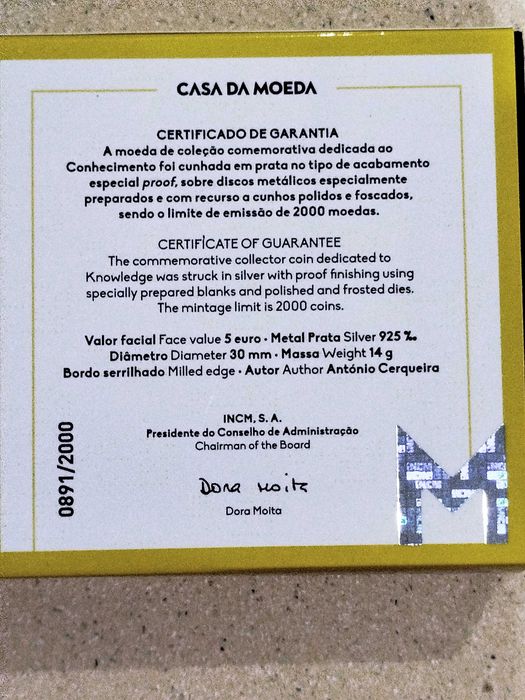 CASA DA MOEDA
CERTIFICADO DE GARANTIA
A moeda de coleção comemorativa dedicada ao
Conhecimento foi cunhada em prata no tipo de acabamento
especial proof, sobre discos metálicos especialmente
preparados e com recurso a cunhos polidos e foscados,
sendo o limite de emissão de 2000 moedas.
CERTIFICATE OF GUARANTEE
The commemorative collector coin dedicated to
Knowledge was struck in silver with proof finishing using
specially prepared blanks and polished and frosted dies.
The mintage limit is 2000 coins.
Valor facial Face value 5 euro · Metal Prata Silver 925 ‰
Diâmetro Diameter 30 mm · Massa Weight 14 g
Bordo serrilhado Milled edge · Autor Author António Cerqueira
INCM, S. A.
Presidente do Conselho de Administração
Chairman of the Board
Dora Moita
Dora Moita
0891/2000
M